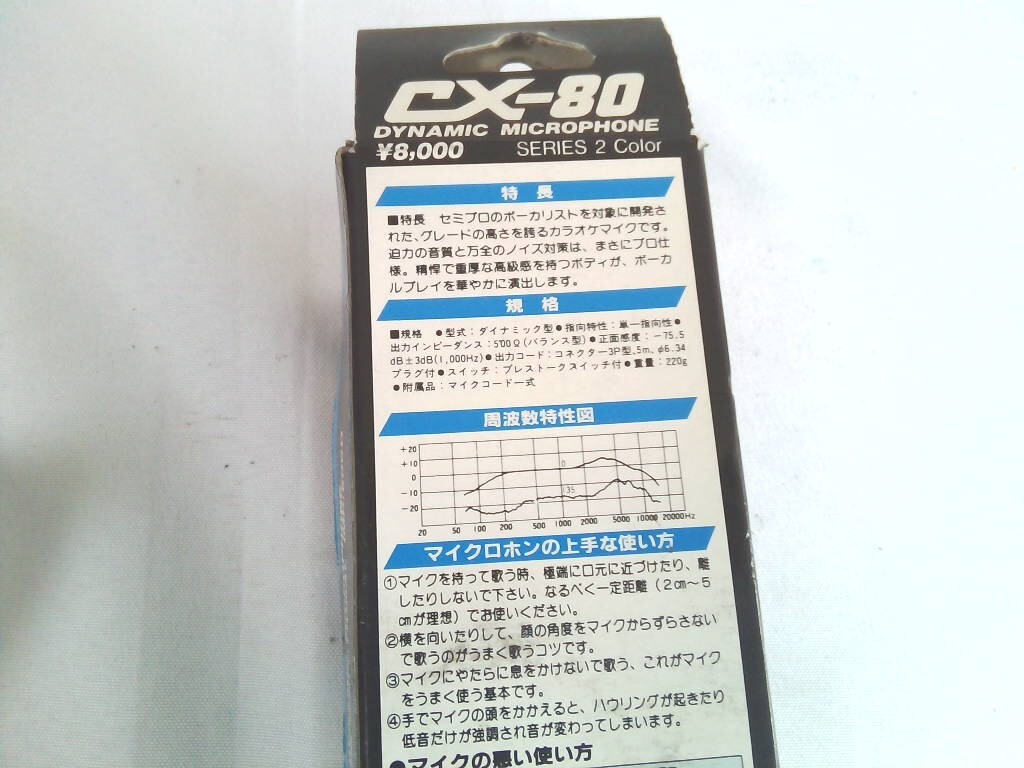 CX-80
DYNAMIC MICROPHONE
¥8,000 SERIES 2 Color
特長
■特長 セミプロのボーカリストを対象に開発さ
れた、グレードの高さを誇るカラオケマイクです。
迫力の音質と万全のノイズ対策は、まさにプロ仕
様。精悍で重厚な高級感を持つボディが、ボーカ
ルプレイを華やかに演出します。
規格
■規格 ●型式：ダイナミック型●指向特性：単一指向性●
出力インピーダンス：500Ω(バランス型)●正面感度：−75.5
dB±3dB(1,000Hz)●出力コード：コネクター3P型、5m、φ6.34
プラグ付●スイッチ：プレストークスイッチ付●重量：220g
●附属品：マイクコード一式
周波数特性図
+20
+10
0
−10
−20
0
135
20 50 100 200 500 1000 2000 5000 10000 20000Hz
マイクロホンの上手な使い方
①マイクを持って歌う時、極端に口元に近づけたり、離
したりしないで下さい。なるべく一定距離（2cm〜5
cmが理想）でお使いください。
②横を向いたりして、顔の角度をマイクからずらさない
で歌うのがうまく歌うコツです。
③マイクにやたらに息をかけないで歌う、これがマイク
をうまく使う基本です。
④手でマイクの頭をかかえると、ハウリングが起きたり
低音だけが強調され音が変わってしまいます。
●マイクの悪い使い方